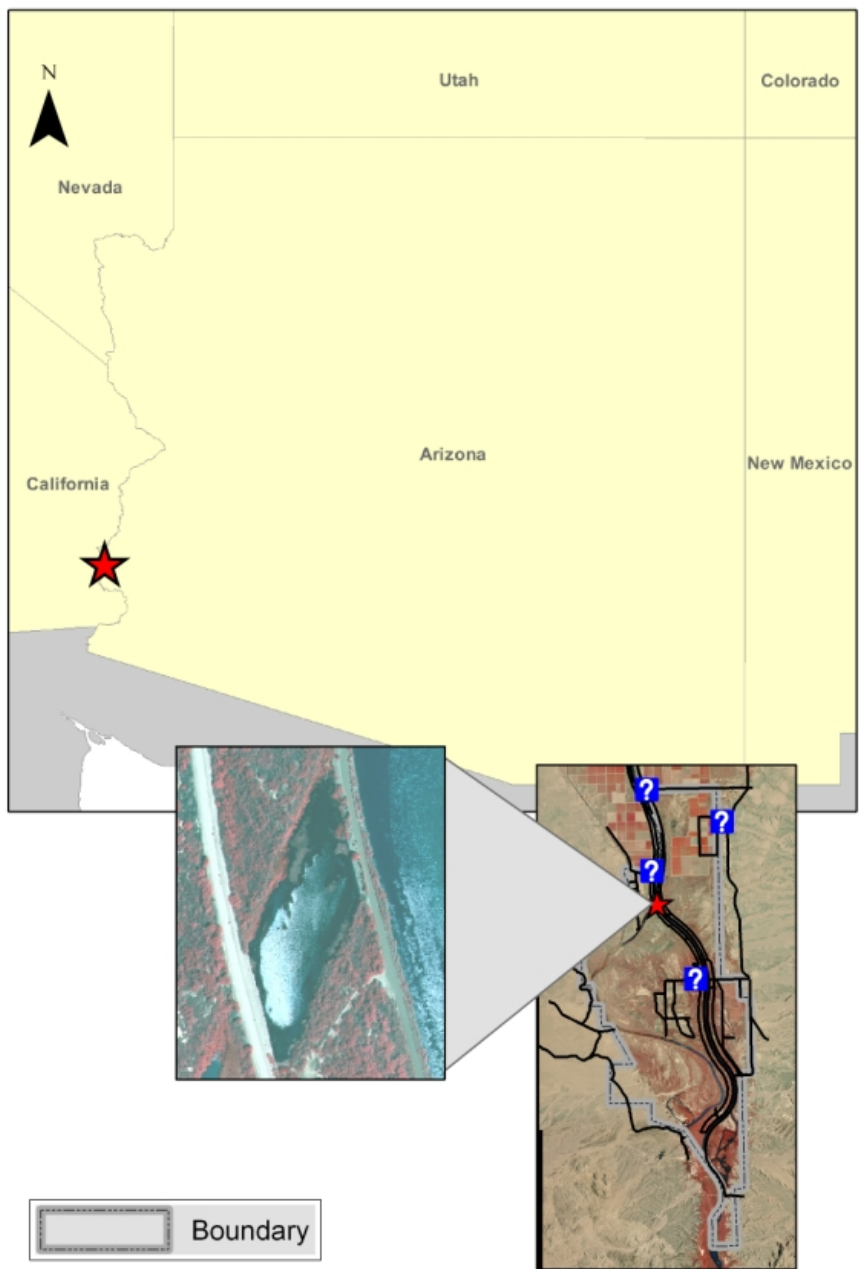 Utah
Colorado
N
Nevada
Arizona
New Mexico
California
?
?
?
?
Boundary